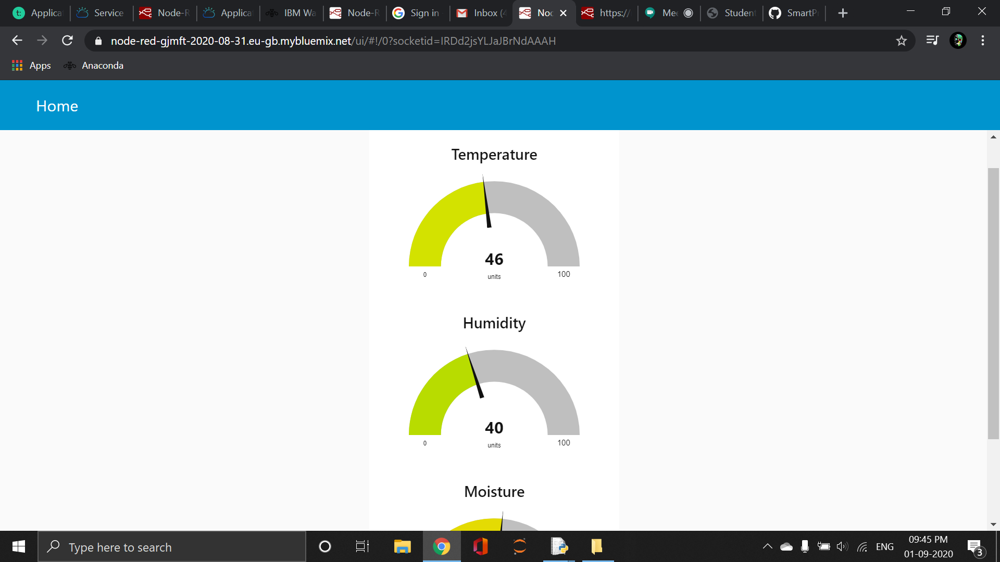 Applica
Service
Node-R
Applica
IBM Wa
Node-R
Sign in
Inbox (4
Noc
https://
Mee
Student
SmartP
node-red-gjmft-2020-08-31.eu-gb.mybluemix.net/ui/#!/0?socketid=IRDd2jsYLJaJBrNdAAAH
Apps
Anaconda
Home
Temperature
46
0
units
100
Humidity
40
0
units
100
Moisture
Type here to search
ENG
09:45 PM
01-09-2020
3